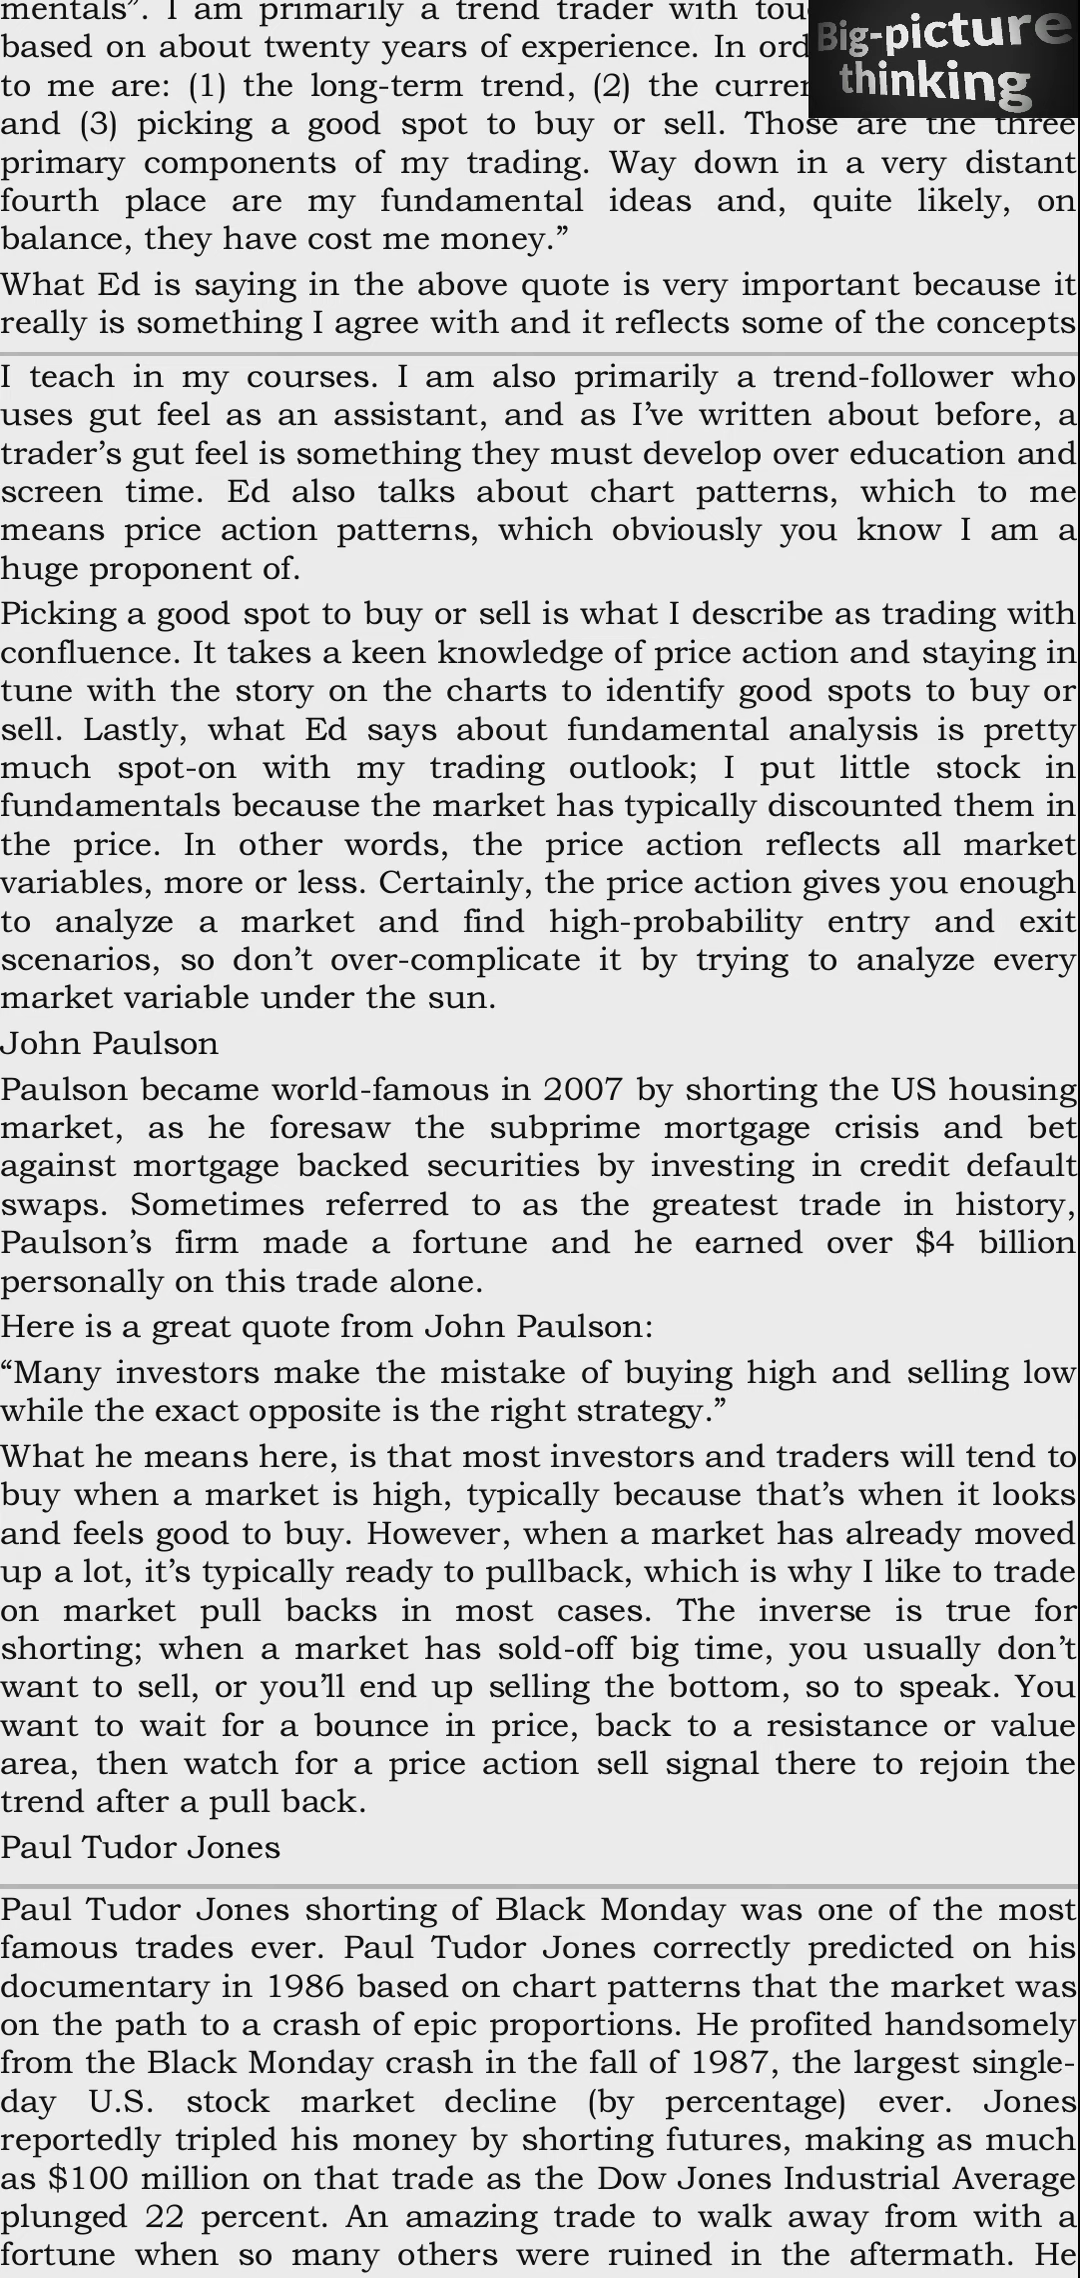 mentals”. I am primarily a trend trader with
based on about twenty years of experience. In
to me are: (1) the long-term trend, (2) the
and (3) picking a good spot to buy or sell. Those are the three
primary components of my trading. Way down in a very distant
fourth place are my fundamental ideas and, quite likely, on
balance, they have cost me money.”
Big-picture
thinking
What Ed is saying in the above quote is very important because it
really is something I agree with and it reflects some of the concepts
I teach in my courses. I am also primarily a trend-follower who
uses gut feel as an assistant, and as I’ve written about before, a
trader’s gut feel is something they must develop over education and
screen time. Ed also talks about chart patterns, which to me
means price action patterns, which obviously you know I am a
huge proponent of.
Picking a good spot to buy or sell is what I describe as trading with
confluence. It takes a keen knowledge of price action and staying in
tune with the story on the charts to identify good spots to buy or
sell. Lastly, what Ed says about fundamental analysis is pretty
much spot-on with my trading outlook; I put little stock in
fundamentals because the market has typically discounted them in
the price. In other words, the price action reflects all market
variables, more or less. Certainly, the price action gives you enough
to analyze a market and find high-probability entry and exit
scenarios, so don’t over-complicate it by trying to analyze every
market variable under the sun.
John Paulson
Paulson became world-famous in 2007 by shorting the US housing
market, as he foresaw the subprime mortgage crisis and bet
against mortgage backed securities by investing in credit default
swaps. Sometimes referred to as the greatest trade in history,
Paulson’s firm made a fortune and he earned over $4 billion
personally on this trade alone.
Here is a great quote from John Paulson:
“Many investors make the mistake of buying high and selling low
while the exact opposite is the right strategy.”
What he means here, is that most investors and traders will tend to
buy when a market is high, typically because that’s when it looks
and feels good to buy. However, when a market has already moved
up a lot, it’s typically ready to pullback, which is why I like to trade
on market pull backs in most cases. The inverse is true for
shorting; when a market has sold-off big time, you usually don’t
want to sell, or you’ll end up selling the bottom, so to speak. You
want to wait for a bounce in price, back to a resistance or value
area, then watch for a price action sell signal there to rejoin the
trend after a pull back.
Paul Tudor Jones
Paul Tudor Jones shorting of Black Monday was one of the most
famous trades ever. Paul Tudor Jones correctly predicted on his
documentary in 1986 based on chart patterns that the market was
on the path to a crash of epic proportions. He profited handsomely
from the Black Monday crash in the fall of 1987, the largest single-
day U.S. stock market decline (by percentage) ever. Jones
reportedly tripled his money by shorting futures, making as much
as $100 million on that trade as the Dow Jones Industrial Average
plunged 22 percent. An amazing trade to walk away from with a
fortune when so many others were ruined in the aftermath. He